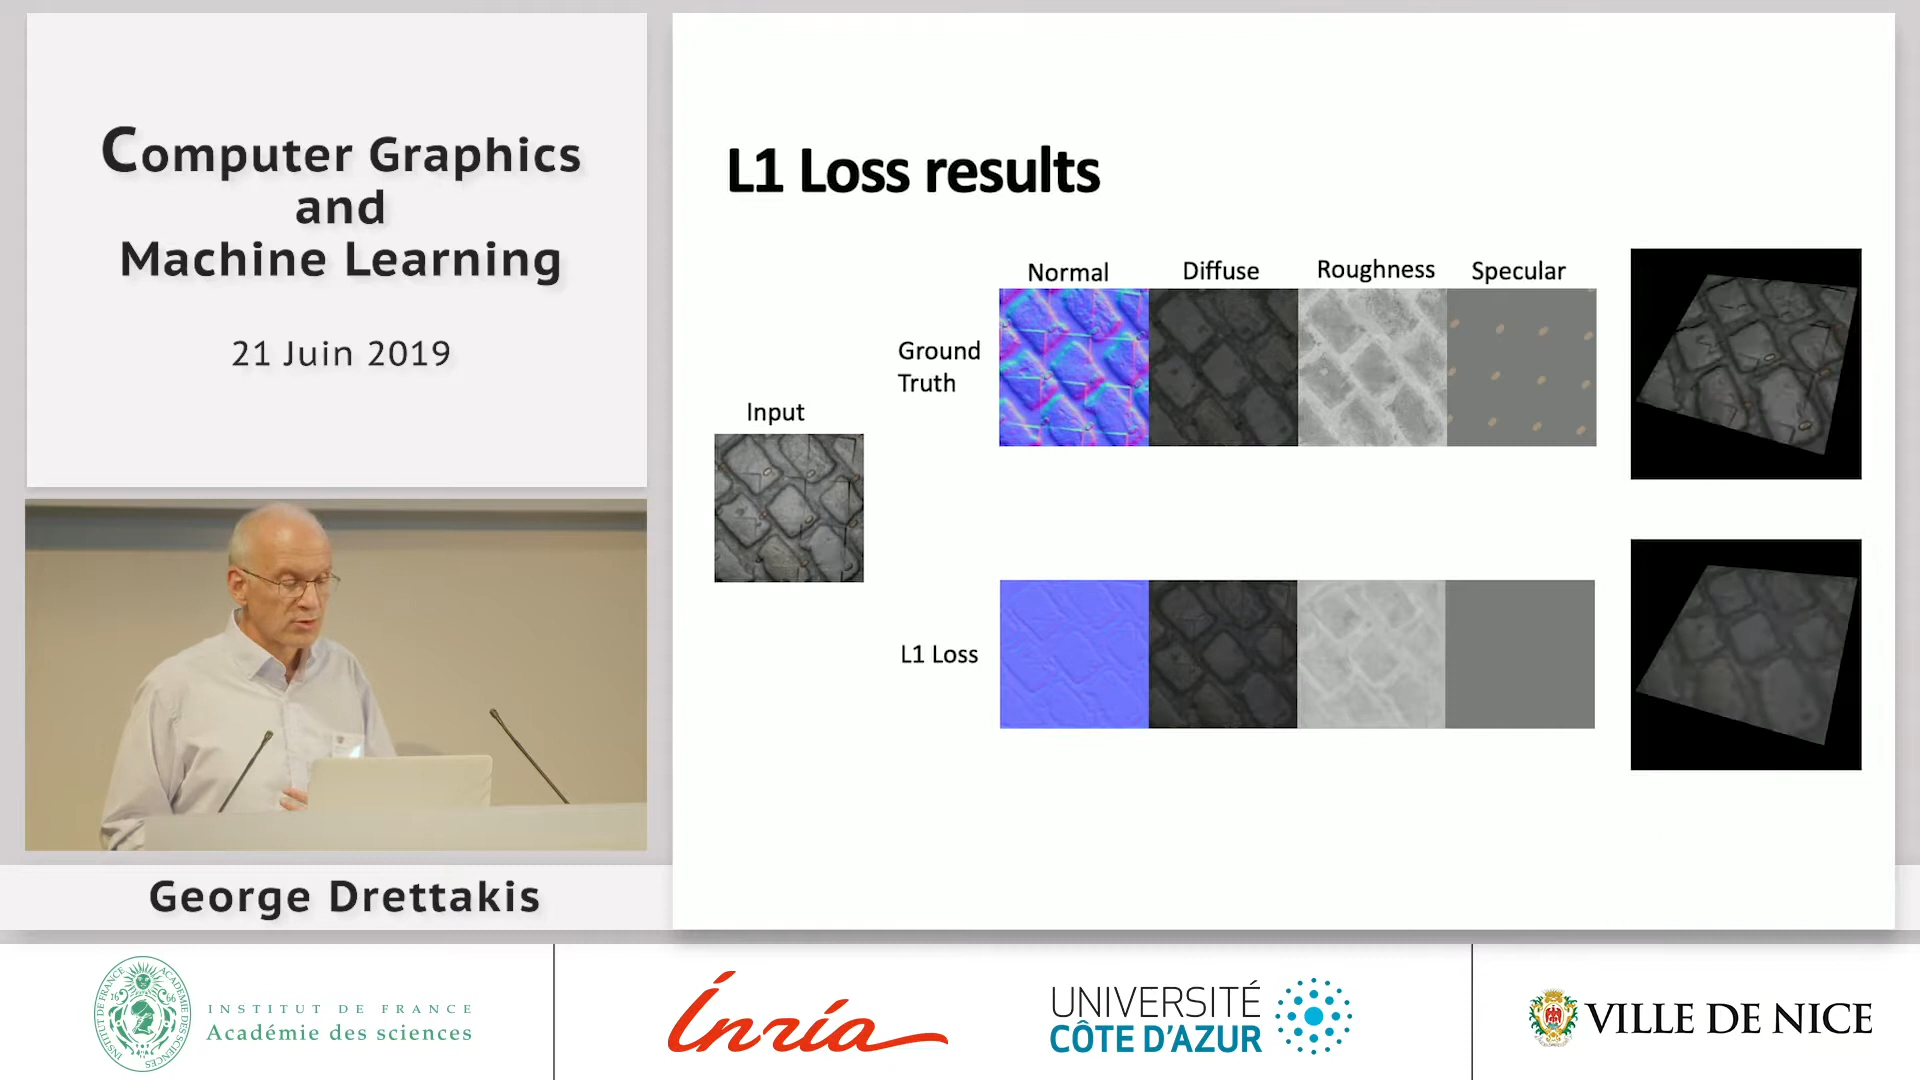 Computer Graphics
and
Machine Learning
21 Juin 2019
George Drettakis
L1 Loss results
Normal
Diffuse
Roughness
Specular
Ground
Truth
Input
L1 Loss
INSTITUT DE FRANCE
Académie des sciences
Inría
UNIVERSITÉ
CÔTE D'AZUR
VILLE DE NICE